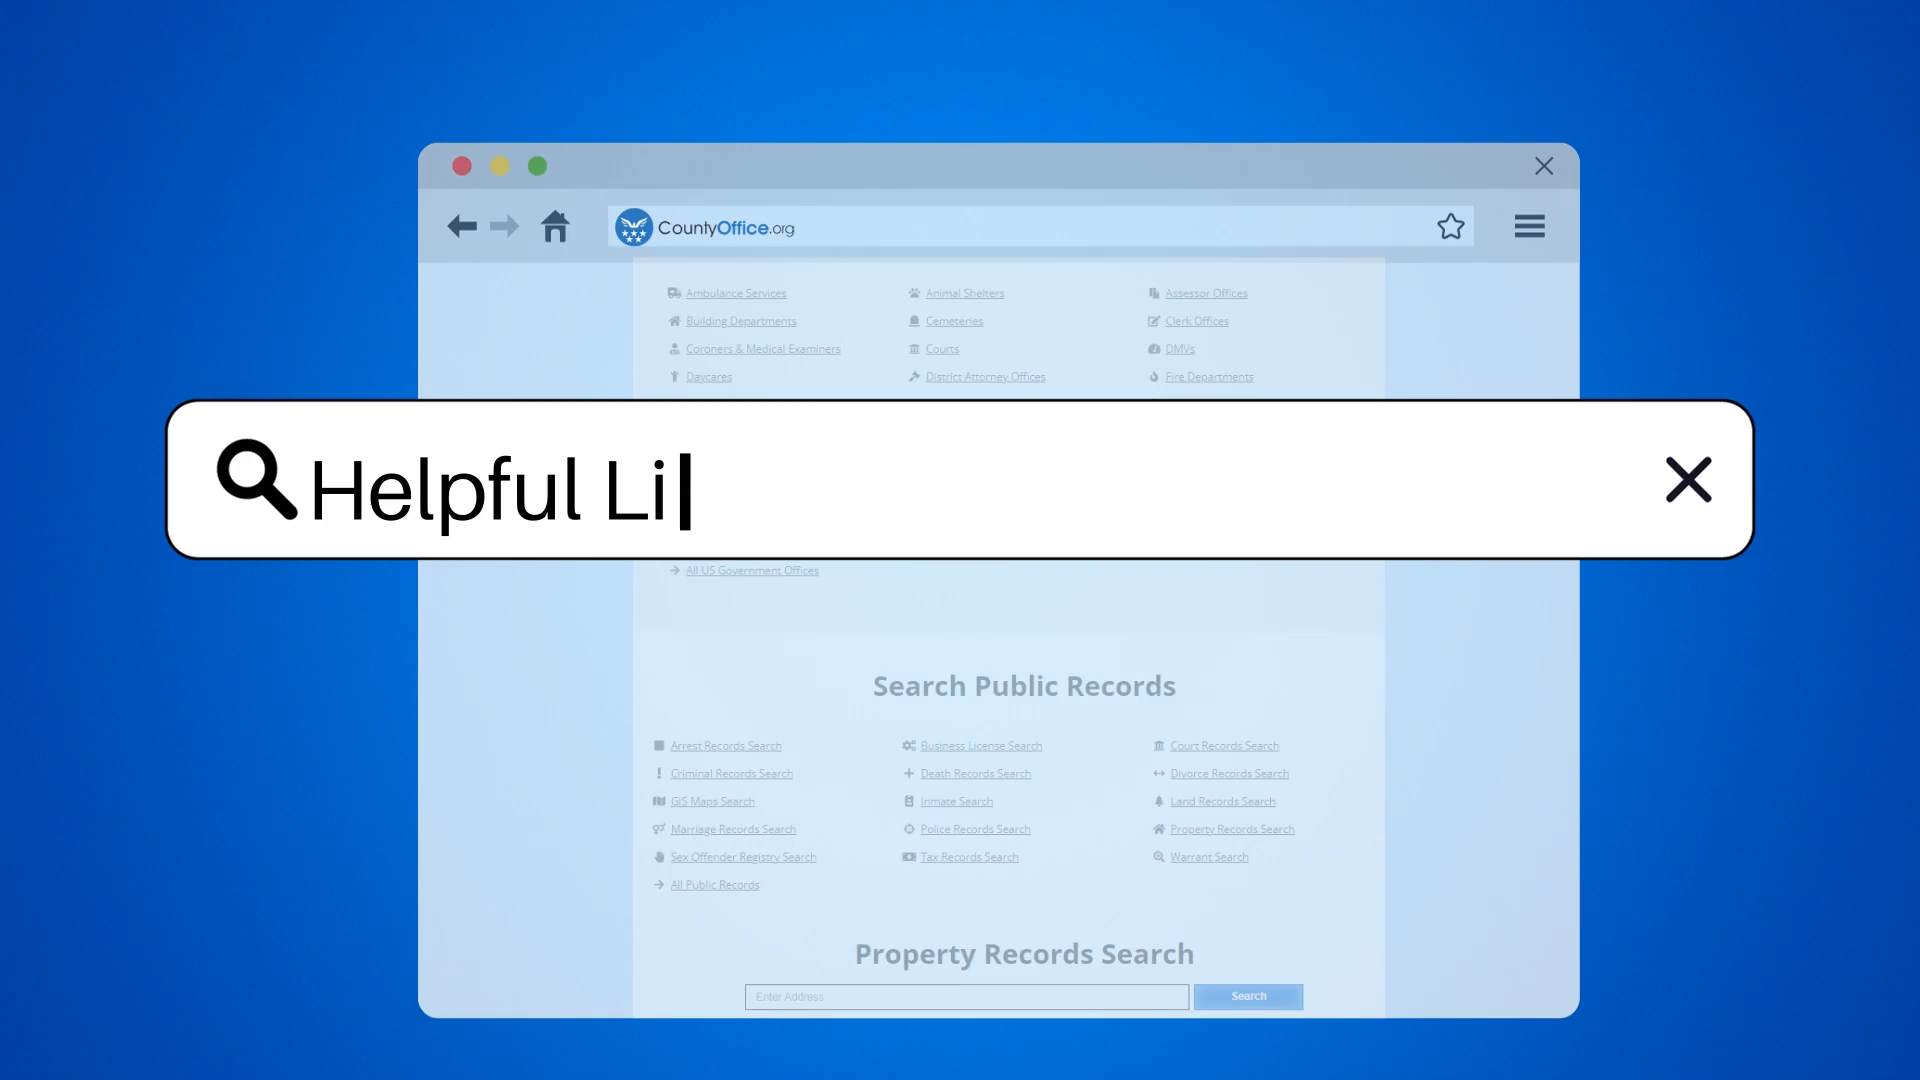 CountyOffice.org
Ambulance Services Animal Shelters Assessor Offices
Building Departments Cemeteries Clerk Offices
Coroners & Medical Examiners Courts DMVs
Daycares District Attorney Offices Fire Departments
Helpful Li
All US Government Offices
Search Public Records
Arrest Records Search Business License Search Court Records Search
Criminal Records Search Death Records Search Divorce Records Search
GIS Maps Search Inmate Search Land Records Search
Marriage Records Search Police Records Search Property Records Search
Sex Offender Registry Search Tax Records Search Warrant Search
All Public Records
Property Records Search
Enter Address Search